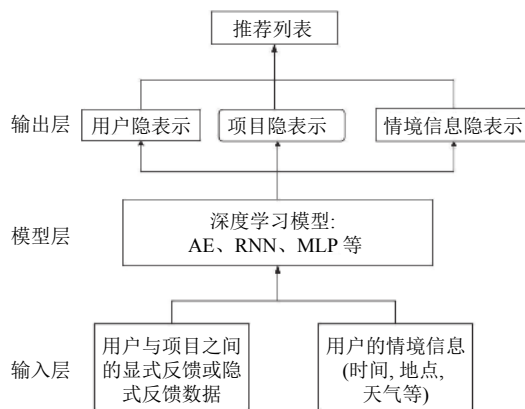 推荐列表
输出层
用户隐表示
项目隐表示
情境信息隐表示
模型层
深度学习模型:
AE、RNN、MLP 等
输入层
用户与项目之间
的显式反馈或隐
式反馈数据
用户的情境信息
(时间, 地点,
天气等)